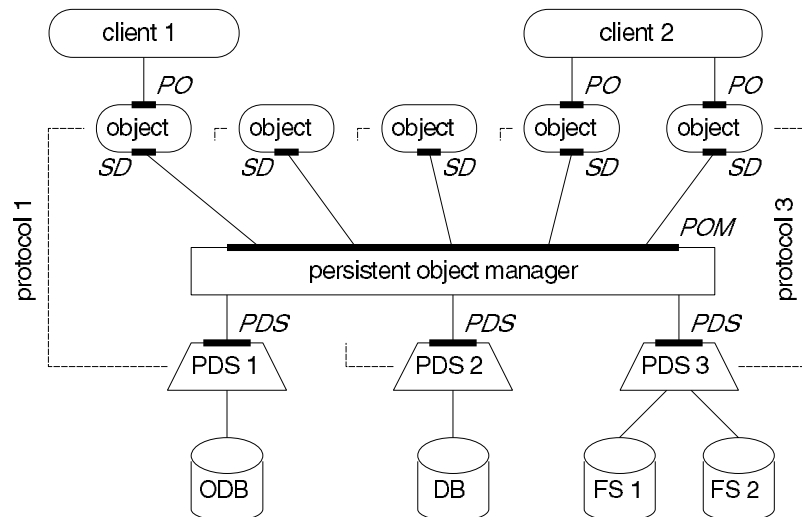 client 1
client 2
PO
PO
PO
object
object
object
object
object
SD
SD
SD
SD
SD
protocol 1
protocol 3
POM
persistent object manager
PDS
PDS
PDS
PDS 1
PDS 2
PDS 3
ODB
DB
FS 1
FS 2